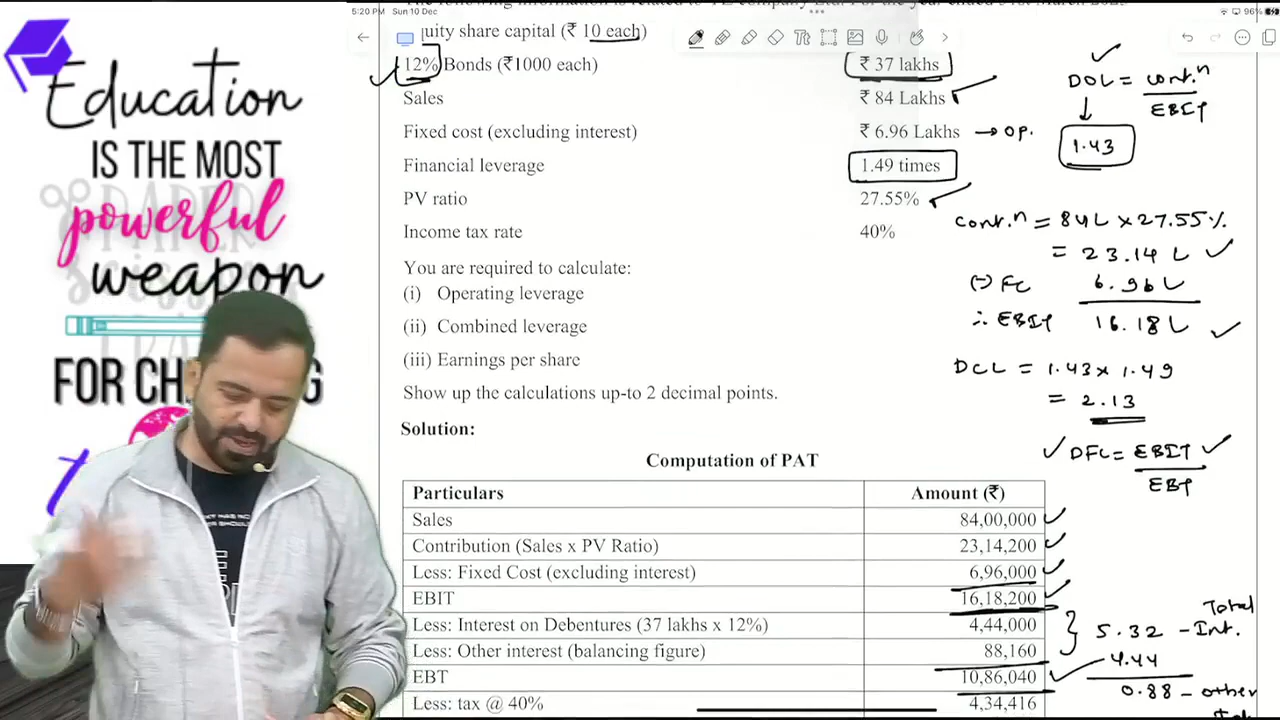 5:20 PM Sun 10 Dec
96%
Education
IS THE MOST
powerful
weapon
FOR CH
uity share capital (₹ 10 each)
12% Bonds (₹1000 each) ₹ 37 lakhs
Sales ₹ 84 Lakhs
Fixed cost (excluding interest) ₹ 6.96 Lakhs → OP.
Financial leverage 1.49 times
PV ratio 27.55%
Income tax rate 40%
You are required to calculate:
(i) Operating leverage
(ii) Combined leverage
(iii) Earnings per share
Show up the calculations up-to 2 decimal points.
Solution:
Computation of PAT
Particulars Amount (₹)
Sales 84,00,000
Contribution (Sales x PV Ratio) 23,14,200
Less: Fixed Cost (excluding interest) 6,96,000
EBIT 16,18,200
Less: Interest on Debentures (37 lakhs x 12%) 4,44,000
Less: Other interest (balancing figure) 88,160
EBT 10,86,040
Less: tax @ 40% 4,34,416
DOL = cont.n
EBIT
1.43
cont.n = 84L x 27.55%
= 23.14 L
(-) FC 6.96 L
∴ EBIT 16.18 L
DCL = 1.43 x 1.49
= 2.13
DFL = EBIT
EBT
Total
5.32 - Int.
4.44
0.88 - other